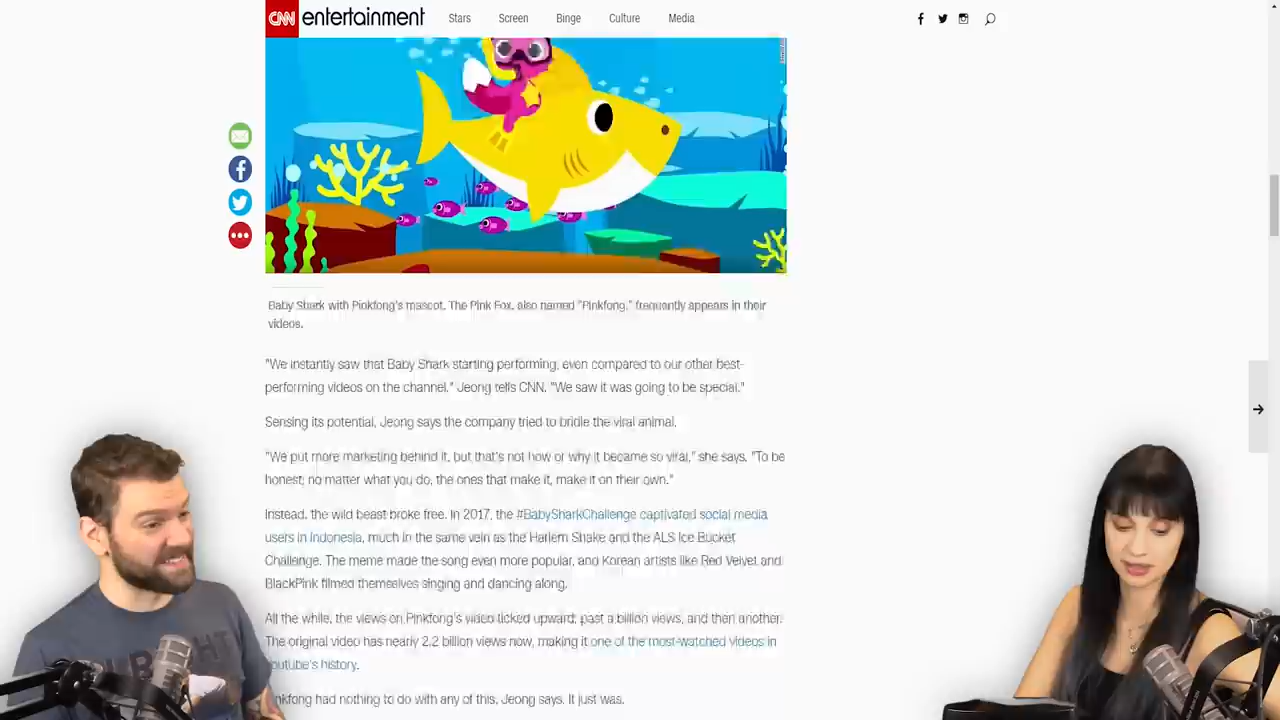 CNN entertainment Stars Screen Binge Culture Media
Baby Shark with Pinkfong's mascot. The Pink Fox, also named "Pinkfong," frequently appears in their
videos.
"We instantly saw that Baby Shark starting performing, even compared to our other best-
performing videos on the channel," Jeong tells CNN. "We saw it was going to be special."
Sensing its potential, Jeong says the company tried to bridle the viral animal.
"We put more marketing behind it, but that's not how or why it became so viral," she says. "To be
honest, no matter what you do, the ones that make it, make it on their own."
Instead, the wild beast broke free. In 2017, the #BabySharkChallenge captivated social media
users in Indonesia, much in the same vein as the Harlem Shake and the ALS Ice Bucket
Challenge. The meme made the song even more popular, and Korean artists like Red Velvet and
BlackPink filmed themselves singing and dancing along.
All the while, the views on Pinkfong's video ticked upward, past a billion views, and then another.
The original video has nearly 2.2 billion views now, making it one of the most-watched videos in
outube's history.
nkfong had nothing to do with any of this, Jeong says. It just was.